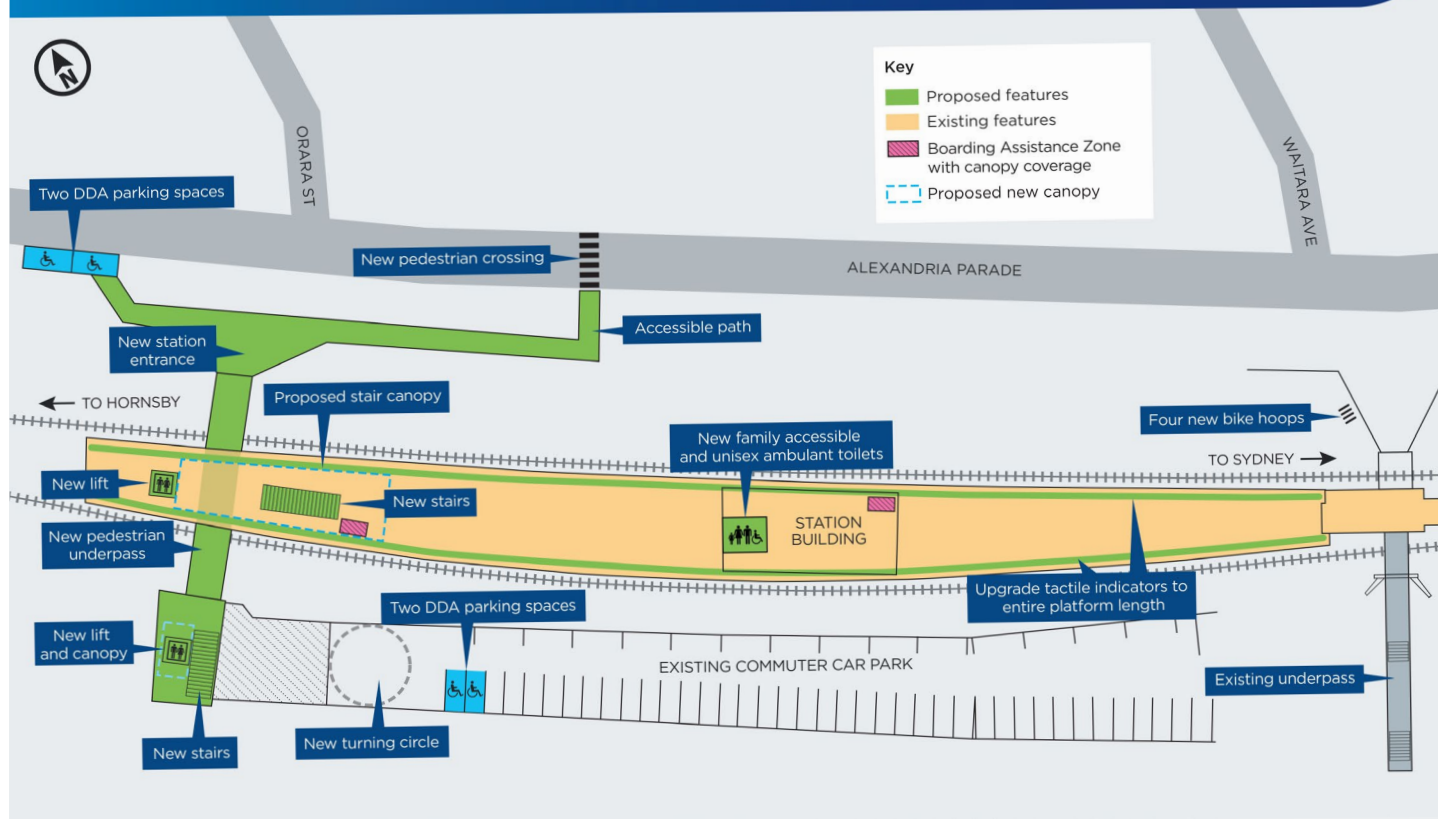 N
ORARA ST
WAITARA AVE
Key
Proposed features
Existing features
Boarding Assistance Zone
with canopy coverage
Proposed new canopy
Two DDA parking spaces
New pedestrian crossing
ALEXANDRIA PARADE
Accessible path
New station
entrance
TO HORNSBY
Proposed stair canopy
New family accessible
and unisex ambulant toilets
Four new bike hoops
TO SYDNEY
New lift
New stairs
STATION
BUILDING
New pedestrian
underpass
Upgrade tactile indicators to
entire platform length
Two DDA parking spaces
New lift
and canopy
EXISTING COMMUTER CAR PARK
Existing underpass
New stairs
New turning circle